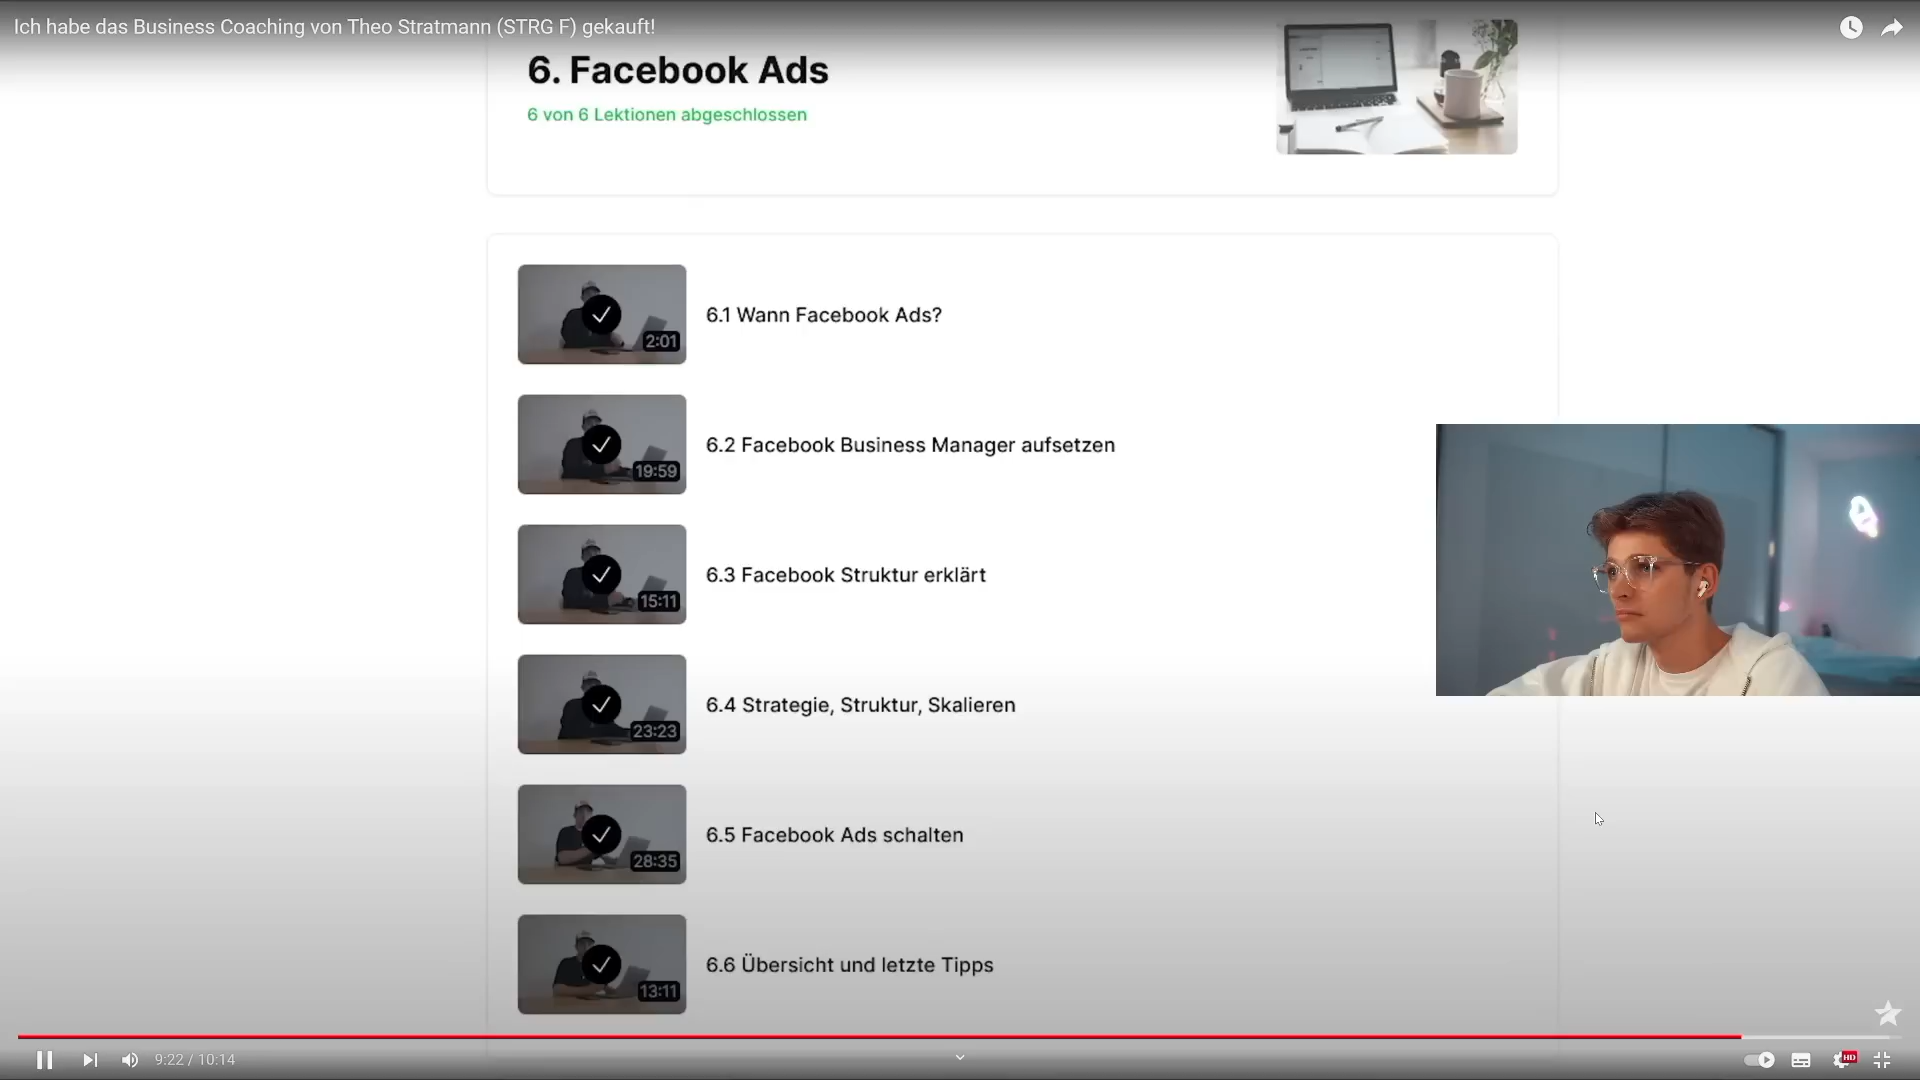 Ich habe das Business Coaching von Theo Stratmann (STRG F) gekauft!
6. Facebook Ads
6 von 6 Lektionen abgeschlossen
2:01
6.1 Wann Facebook Ads?
19:59
6.2 Facebook Business Manager aufsetzen
15:11
6.3 Facebook Struktur erklärt
23:23
6.4 Strategie, Struktur, Skalieren
28:35
6.5 Facebook Ads schalten
13:11
6.6 Übersicht und letzte Tipps
9:22 / 10:14
HD